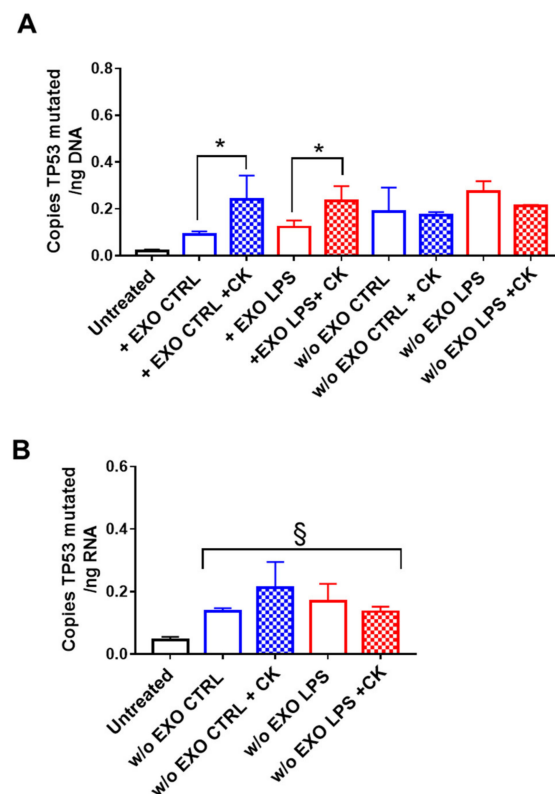 A
Copies TP53 mutated
/ng DNA
0.8
0.6
0.4
0.2
0.0
*
*
Untreated
+ EXO CTRL
+ EXO CTRL +CK
+ EXO LPS
+EXO LPS+ CK
w/o EXO CTRL
w/o EXO CTRL + CK
w/o EXO LPS
w/o EXO LPS +CK
B
Copies TP53 mutated
/ng RNA
0.6
0.4
0.2
0.0
§
Untreated
w/o EXO CTRL
w/o EXO CTRL + CK
w/o EXO LPS
w/o EXO LPS +CK